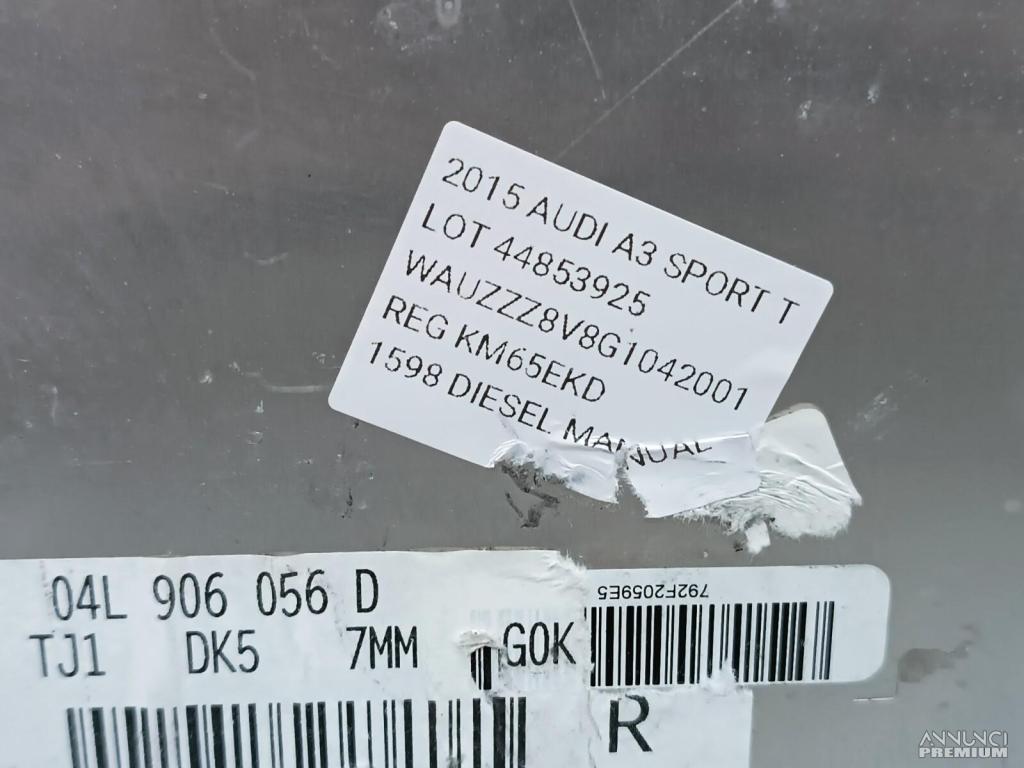 2015 AUDI A3 SPORT T
LOT 44853925
WAUZZZ8V8G1042001
REG KM65EKD
1598 DIESEL MANUAL
04L 906 056 D
792F2059E5
TJ1 DK5 7MM G0K
R
ANNUNCI
PREMIUM